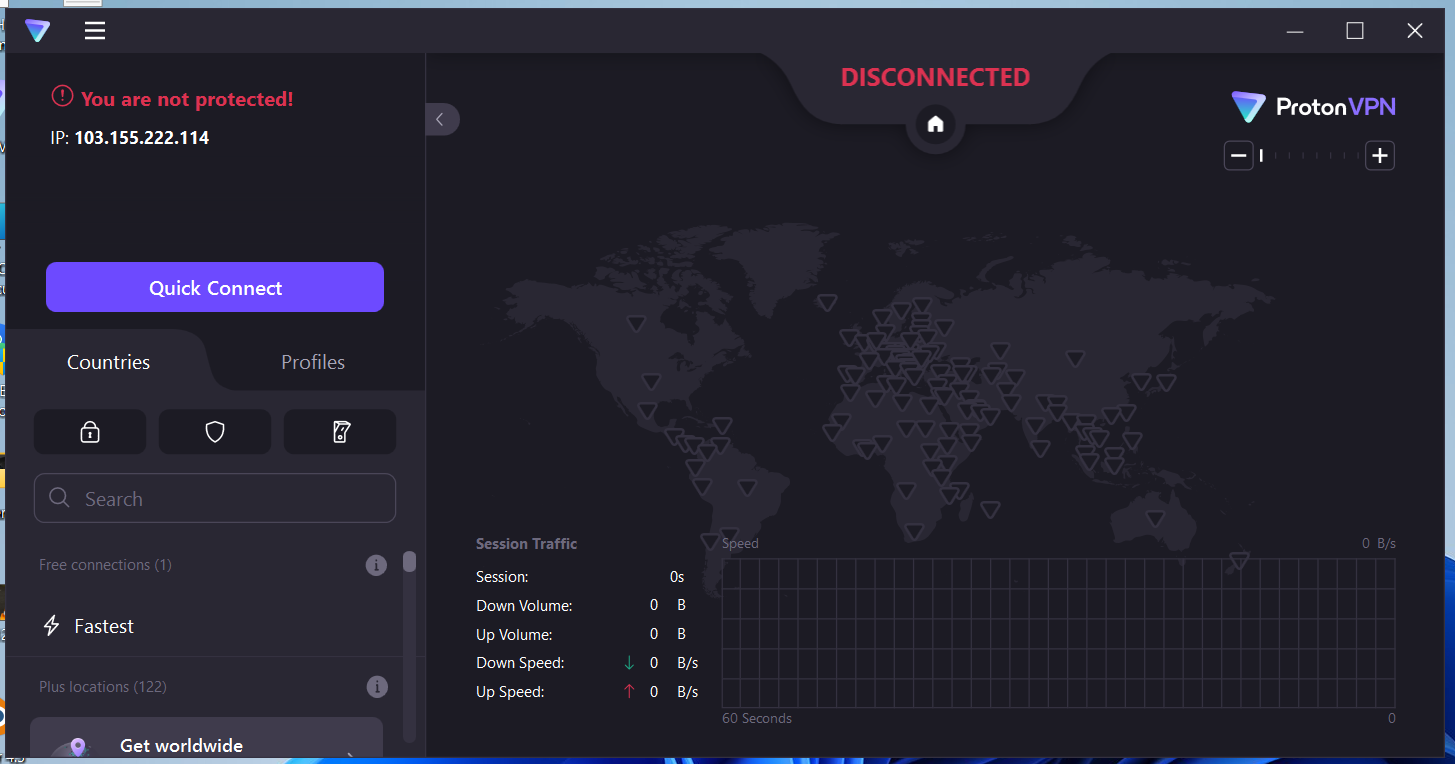 DISCONNECTED
You are not protected!
IP: 103.155.222.114
ProtonVPN
Quick Connect
Countries
Profiles
Search
Free connections (1)
Fastest
Plus locations (122)
Get worldwide
Session Traffic
Session: 0s
Down Volume: 0 B
Up Volume: 0 B
Down Speed: 0 B/s
Up Speed: 0 B/s
Speed
0 B/s
60 Seconds
0